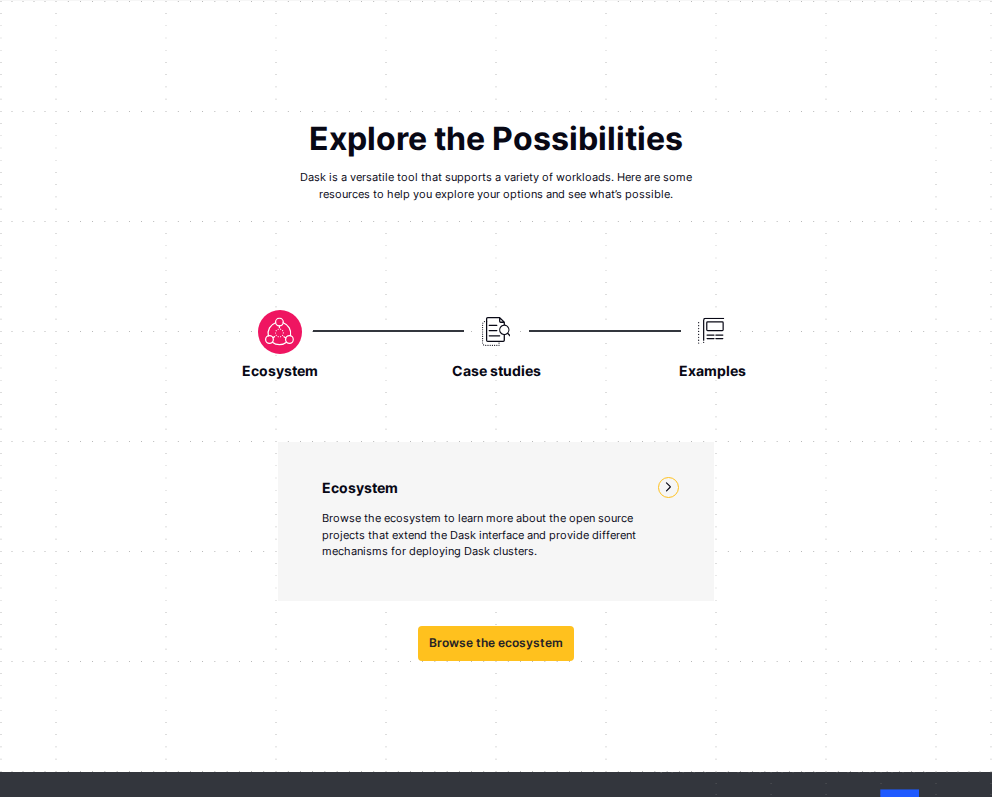 Explore the Possibilities
Dask is a versatile tool that supports a variety of workloads. Here are some
resources to help you explore your options and see what’s possible.
Ecosystem
Case studies
Examples
Ecosystem
Browse the ecosystem to learn more about the open source
projects that extend the Dask interface and provide different
mechanisms for deploying Dask clusters.
Browse the ecosystem